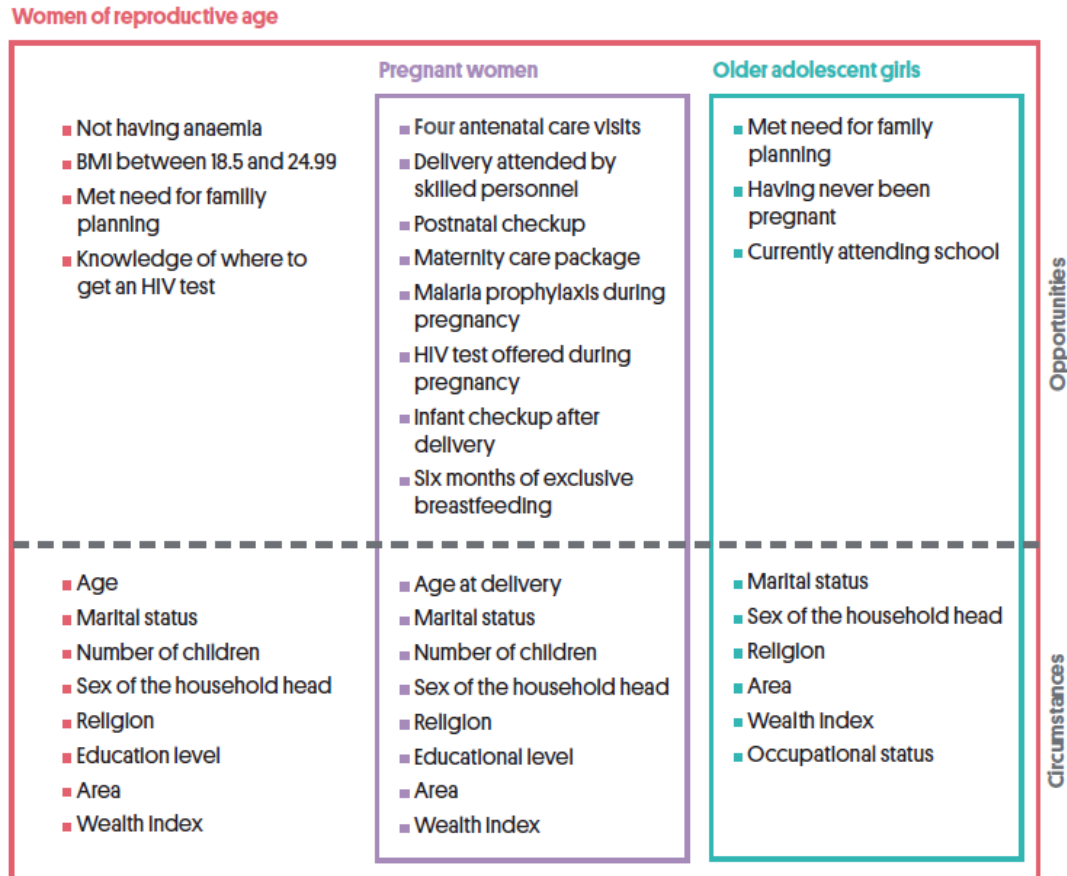 Women of reproductive age
Not having anaemia
BMI between 18.5 and 24.99
Met need for family
planning
Knowledge of where to
get an HIV test
Pregnant women
Four antenatal care visits
Delivery attended by
skilled personnel
Postnatal checkup
Maternity care package
Malaria prophylaxis during
pregnancy
HIV test offered during
pregnancy
Infant checkup after
delivery
Six months of exclusive
breastfeeding
Older adolescent girls
Met need for family
planning
Having never been
pregnant
Currently attending school
Opportunities
Age
Marital status
Number of children
Sex of the household head
Religion
Education level
Area
Wealth Index
Age at delivery
Marital status
Number of children
Sex of the household head
Religion
Educational level
Area
Wealth Index
Marital status
Sex of the household head
Religion
Area
Wealth Index
Occupational status
Circumstances